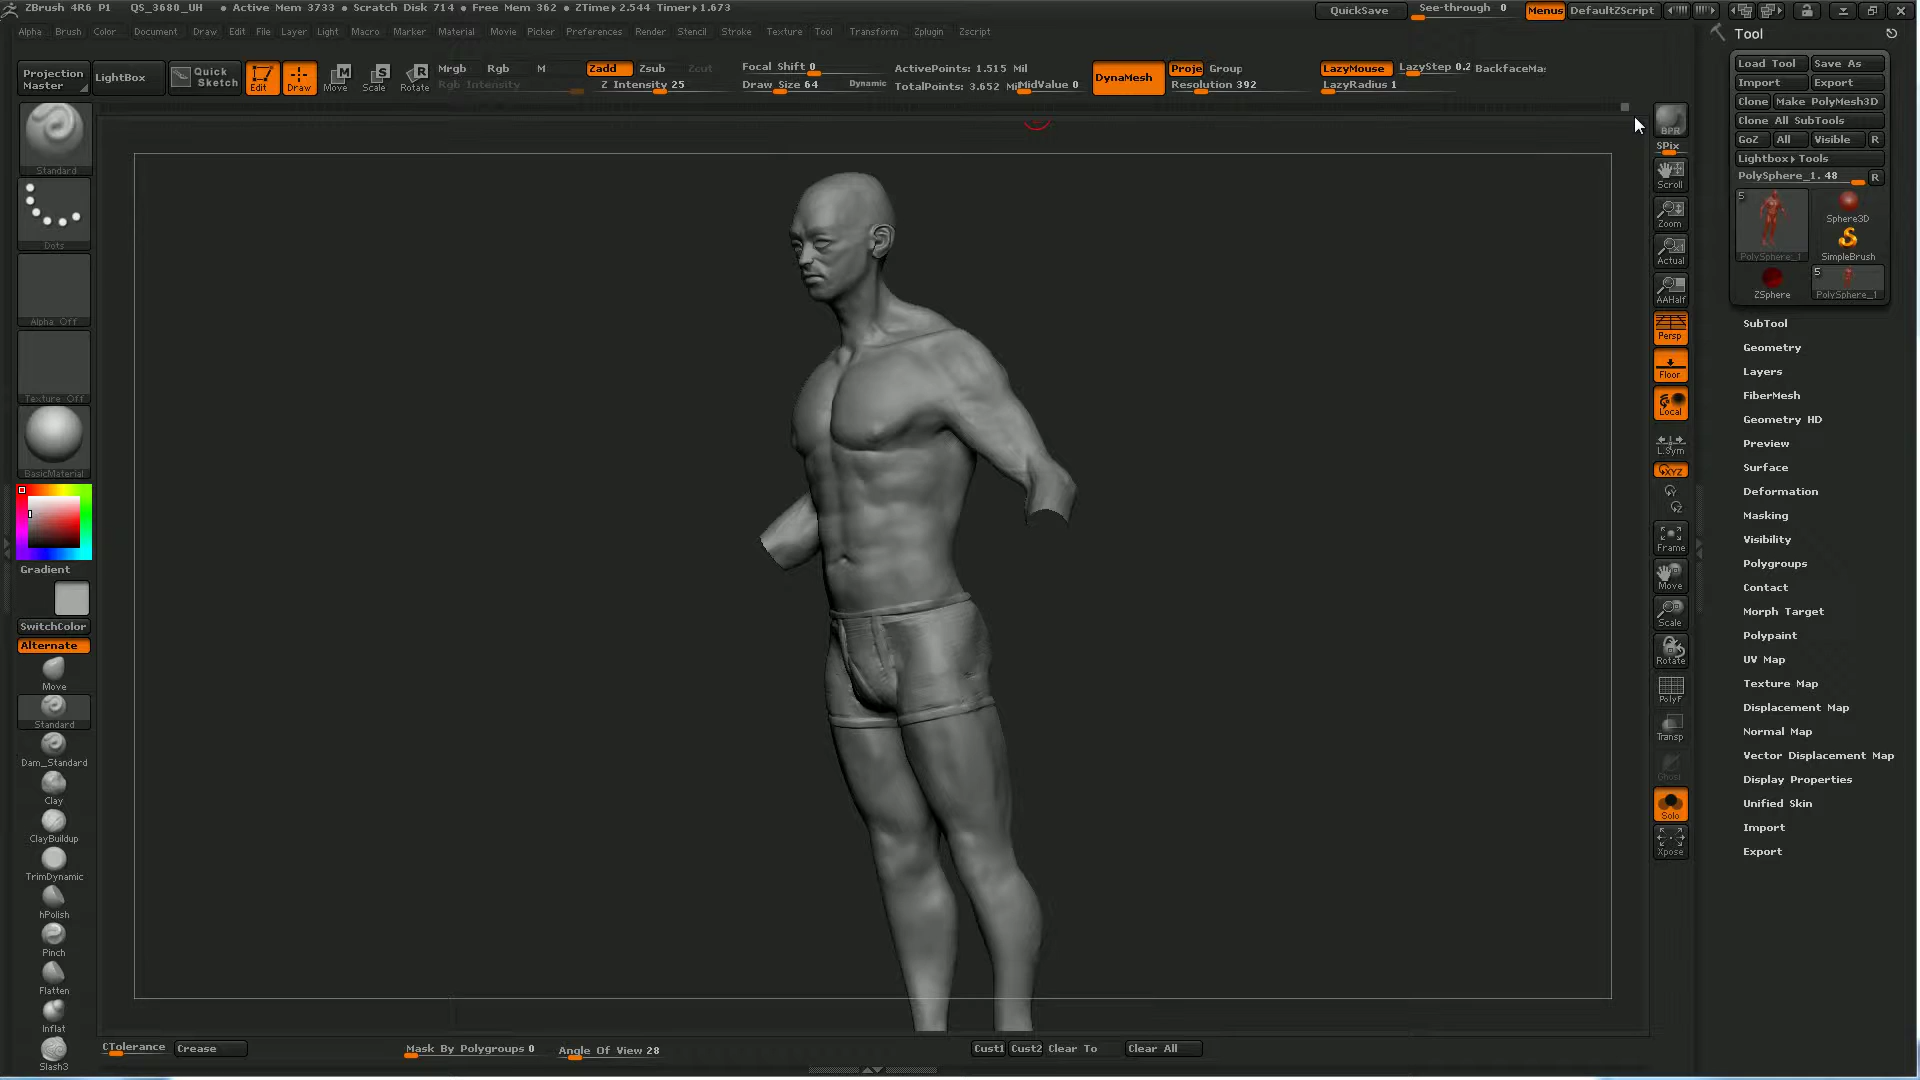 ZBrush 4R6 P1 QS_3680_UH • Active Mem 3733 • Scratch Disk 714 • Free Mem 362 • ZTime▸2.544 Timer▸1.673 QuickSave See-through 0 Menus DefaultZScript
Alpha Brush Color Document Draw Edit File Layer Light Macro Marker Material Movie Picker Preferences Render Stencil Stroke Texture Tool Transform Zplugin Zscript
Projection Master
LightBox
Quick Sketch
Edit
Draw
Move
Scale
Rotate
Mrgb Rgb M
Rgb Intensity
Zadd Zsub Zcut
Z Intensity 25
Focal Shift 0
Draw Size 64 Dynamic
ActivePoints: 1.515 Mil
TotalPoints: 3.652 Mi
MidValue 0
DynaMesh
Proje Group
Resolution 392
LazyMouse LazyStep 0.2 BackfaceMa
LazyRadius 1
Standard
Dots
Alpha Off
Texture Off
BasicMaterial
Gradient
SwitchColor
Alternate
Move
Standard
Dam_Standard
Clay
ClayBuildup
TrimDynamic
hPolish
Pinch
Flatten
Inflat
Slash3
BPR
SPix
Scroll
Zoom
Actual
AAHalf
Persp
Floor
Local
L.Sym
XYZ
Y
Z
Frame
Move
Scale
Rotate
PolyF
Transp
Ghost
Solo
Xpose
Tool
Load Tool Save As
Import Export
Clone Make PolyMesh3D
Clone All SubTools
GoZ All Visible R
Lightbox▸Tools
PolySphere_1. 48 R
5
PolySphere_1
Sphere3D
SimpleBrush
ZSphere
5
PolySphere_1
SubTool
Geometry
Layers
FiberMesh
Geometry HD
Preview
Surface
Deformation
Masking
Visibility
Polygroups
Contact
Morph Target
Polypaint
UV Map
Texture Map
Displacement Map
Normal Map
Vector Displacement Map
Display Properties
Unified Skin
Import
Export
CTolerance Crease Mask By Polygroups 0 Angle Of View 28 Cust1 Cust2 Clear To Clear All